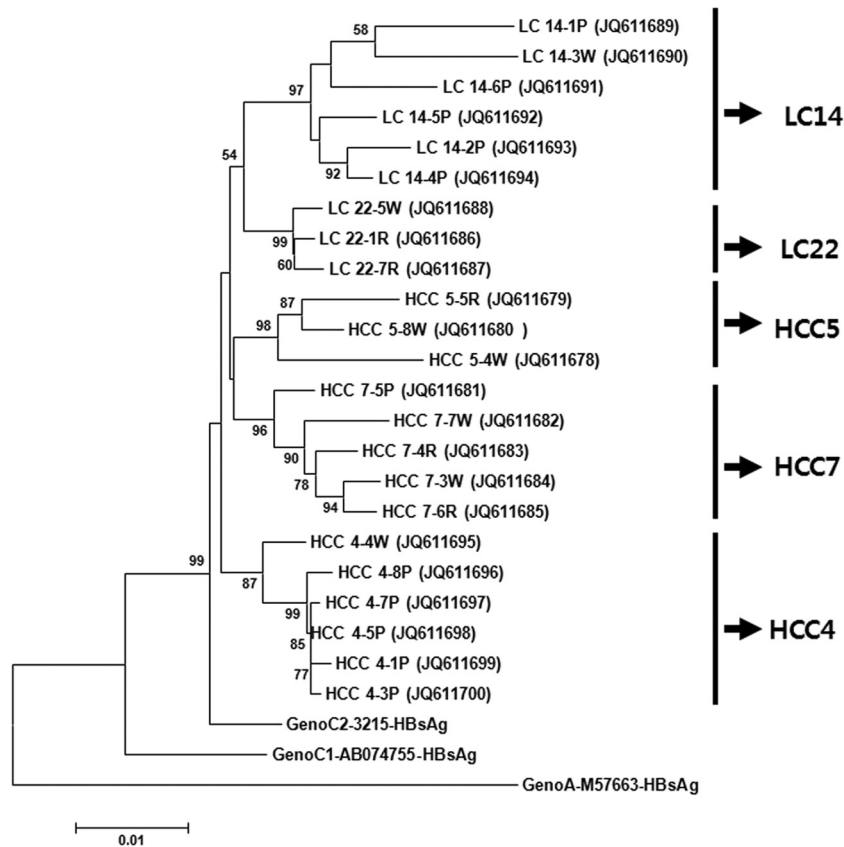 58
LC 14-1P (JQ611689)
LC 14-3W (JQ611690)
97
LC 14-6P (JQ611691)
LC 14-5P (JQ611692)
LC14
54
LC 14-2P (JQ611693)
92
LC 14-4P (JQ611694)
LC 22-5W (JQ611688)
99
LC 22-1R (JQ611686)
LC22
60
LC 22-7R (JQ611687)
87
HCC 5-5R (JQ611679)
98
HCC 5-8W (JQ611680 )
HCC5
HCC 5-4W (JQ611678)
HCC 7-5P (JQ611681)
96
HCC 7-7W (JQ611682)
90
HCC 7-4R (JQ611683)
HCC7
78
HCC 7-3W (JQ611684)
94
HCC 7-6R (JQ611685)
HCC 4-4W (JQ611695)
99
87
HCC 4-8P (JQ611696)
99
HCC 4-7P (JQ611697)
HCC 4-5P (JQ611698)
HCC4
85
HCC 4-1P (JQ611699)
77
HCC 4-3P (JQ611700)
GenoC2-3215-HBsAg
GenoC1-AB074755-HBsAg
GenoA-M57663-HBsAg
0.01